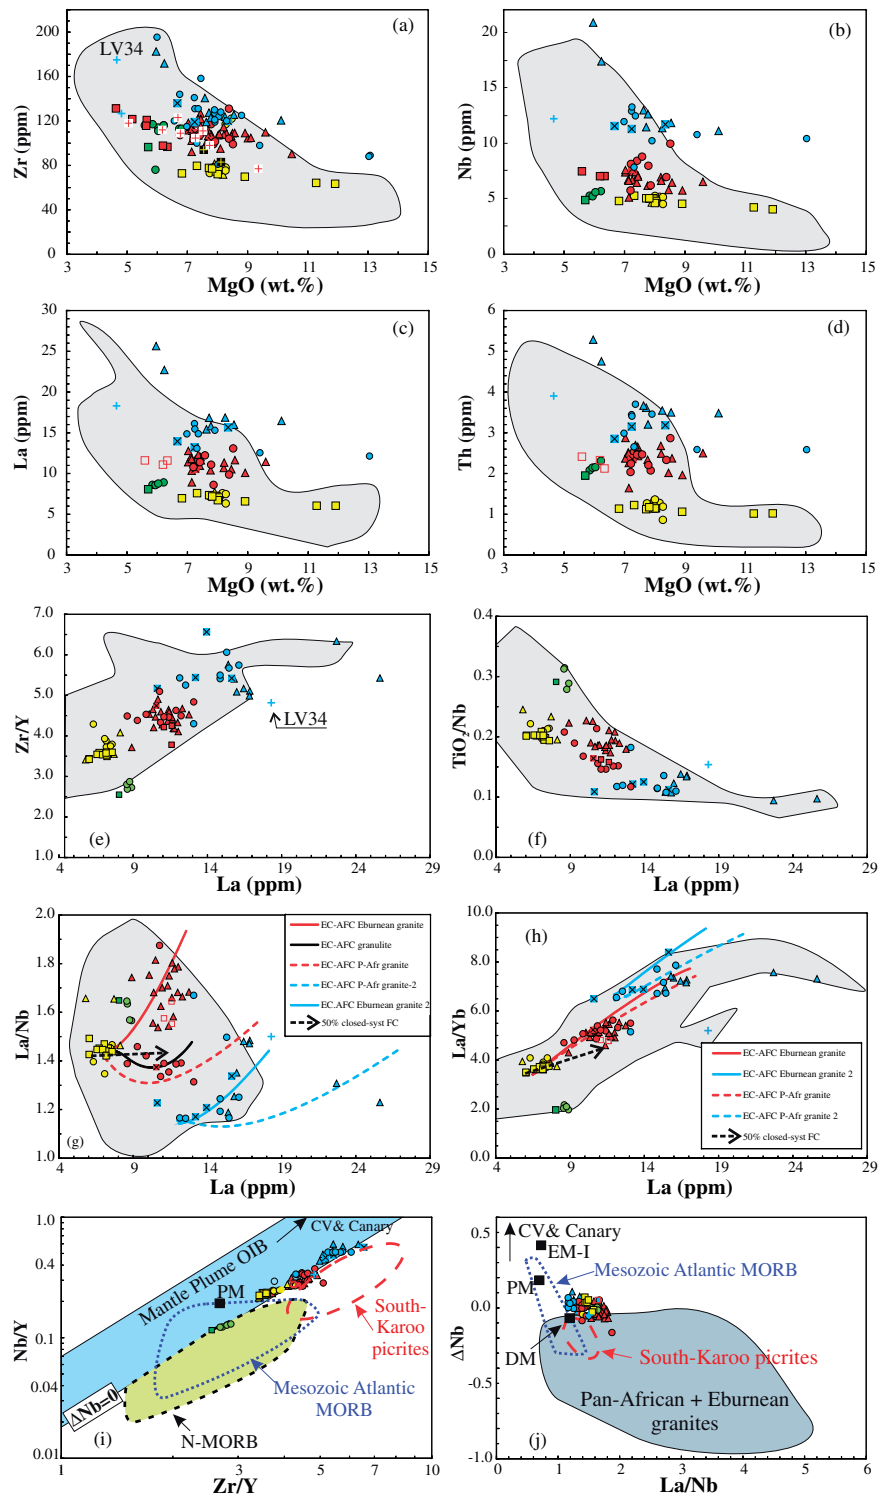 (a)
LV34
Zr (ppm)
200
160
120
80
40
0
3 5 7 9 11 13 15
MgO (wt.%)
(b)
Nb (ppm)
20
15
10
5
0
3 5 7 9 11 13 15
MgO (wt.%)
(c)
La (ppm)
30
25
20
15
10
5
0
3 5 7 9 11 13 15
MgO (wt.%)
(d)
Th (ppm)
6
5
4
3
2
1
0
3 5 7 9 11 13 15
MgO (wt.%)
Zr/Y
7.0
6.0
5.0
4.0
3.0
2.0
1.0
LV34
(e)
4 9 14 19 24 29
La (ppm)
TiO2/Nb
0.4
0.3
0.2
0.1
0.0
(f)
4 9 14 19 24 29
La (ppm)
La/Nb
2.0
1.8
1.6
1.4
1.2
1.0
EC-AFC Eburnean granite
EC-AFC granulite
EC-AFC P-Afr granite
EC-AFC P-Afr granite-2
EC.AFC Eburnean granite 2
50% closed-syst FC
(g)
4 9 14 19 24 29
La (ppm)
(h)
La/Yb
10.0
8.0
6.0
4.0
2.0
0.0
EC-AFC Eburnean granite
EC-AFC Eburnean granite 2
EC-AFC P-Afr granite
EC-AFC P-Afr granite 2
50% closed-syst FC
4 9 14 19 24 29
La (ppm)
Nb/Y
1.0
0.4
0.1
0.04
0.01
CV& Canary
Mantle Plume OIB
PM
South-
Karoo
picrites
Mesozoic Atlantic
MORB
ΔNb=0
N-MORB
(i)
1 3 5 7 10
Zr/Y
ΔNb
0.5
0.0
-0.5
-1.0
CV& Canary
EM-I
Mesozoic Atlantic MORB
PM
DM
South-Karoo picrites
Pan-African + Eburnean
granites
(j)
0 1 2 3 4 5 6
La/Nb